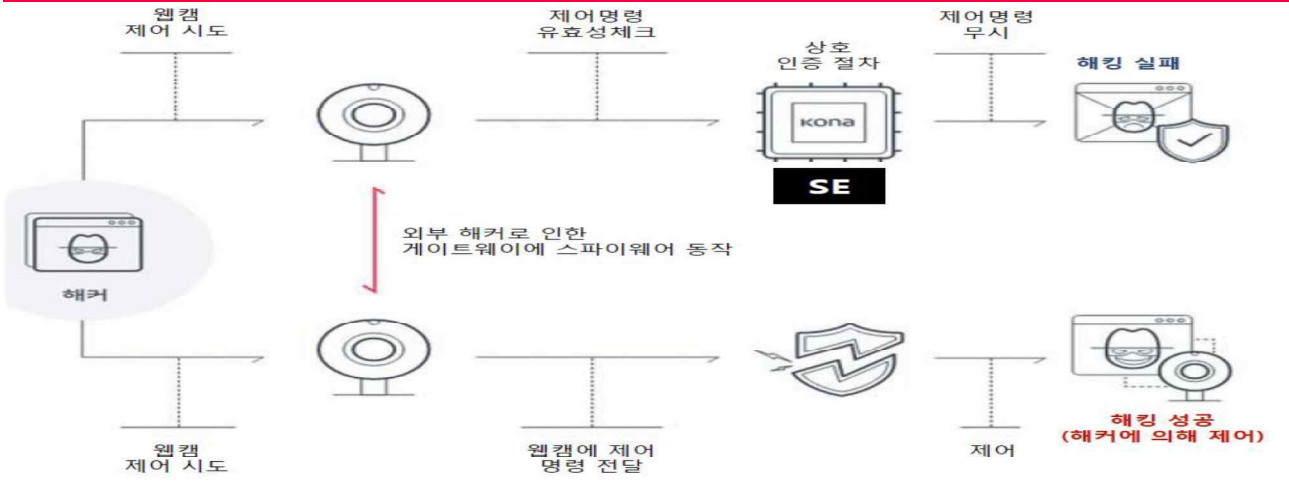 웹캠
제어 시도
제어명령
유효성체크
상호
인증 절차
제어명령
무시
해킹 실패
kona
SE
해커
외부 해커로 인한
게이트웨이에 스파이웨어 동작
웹캠
제어 시도
웹캠에 제어
명령 전달
제어
해킹 성공
(해커에 의해 제어)